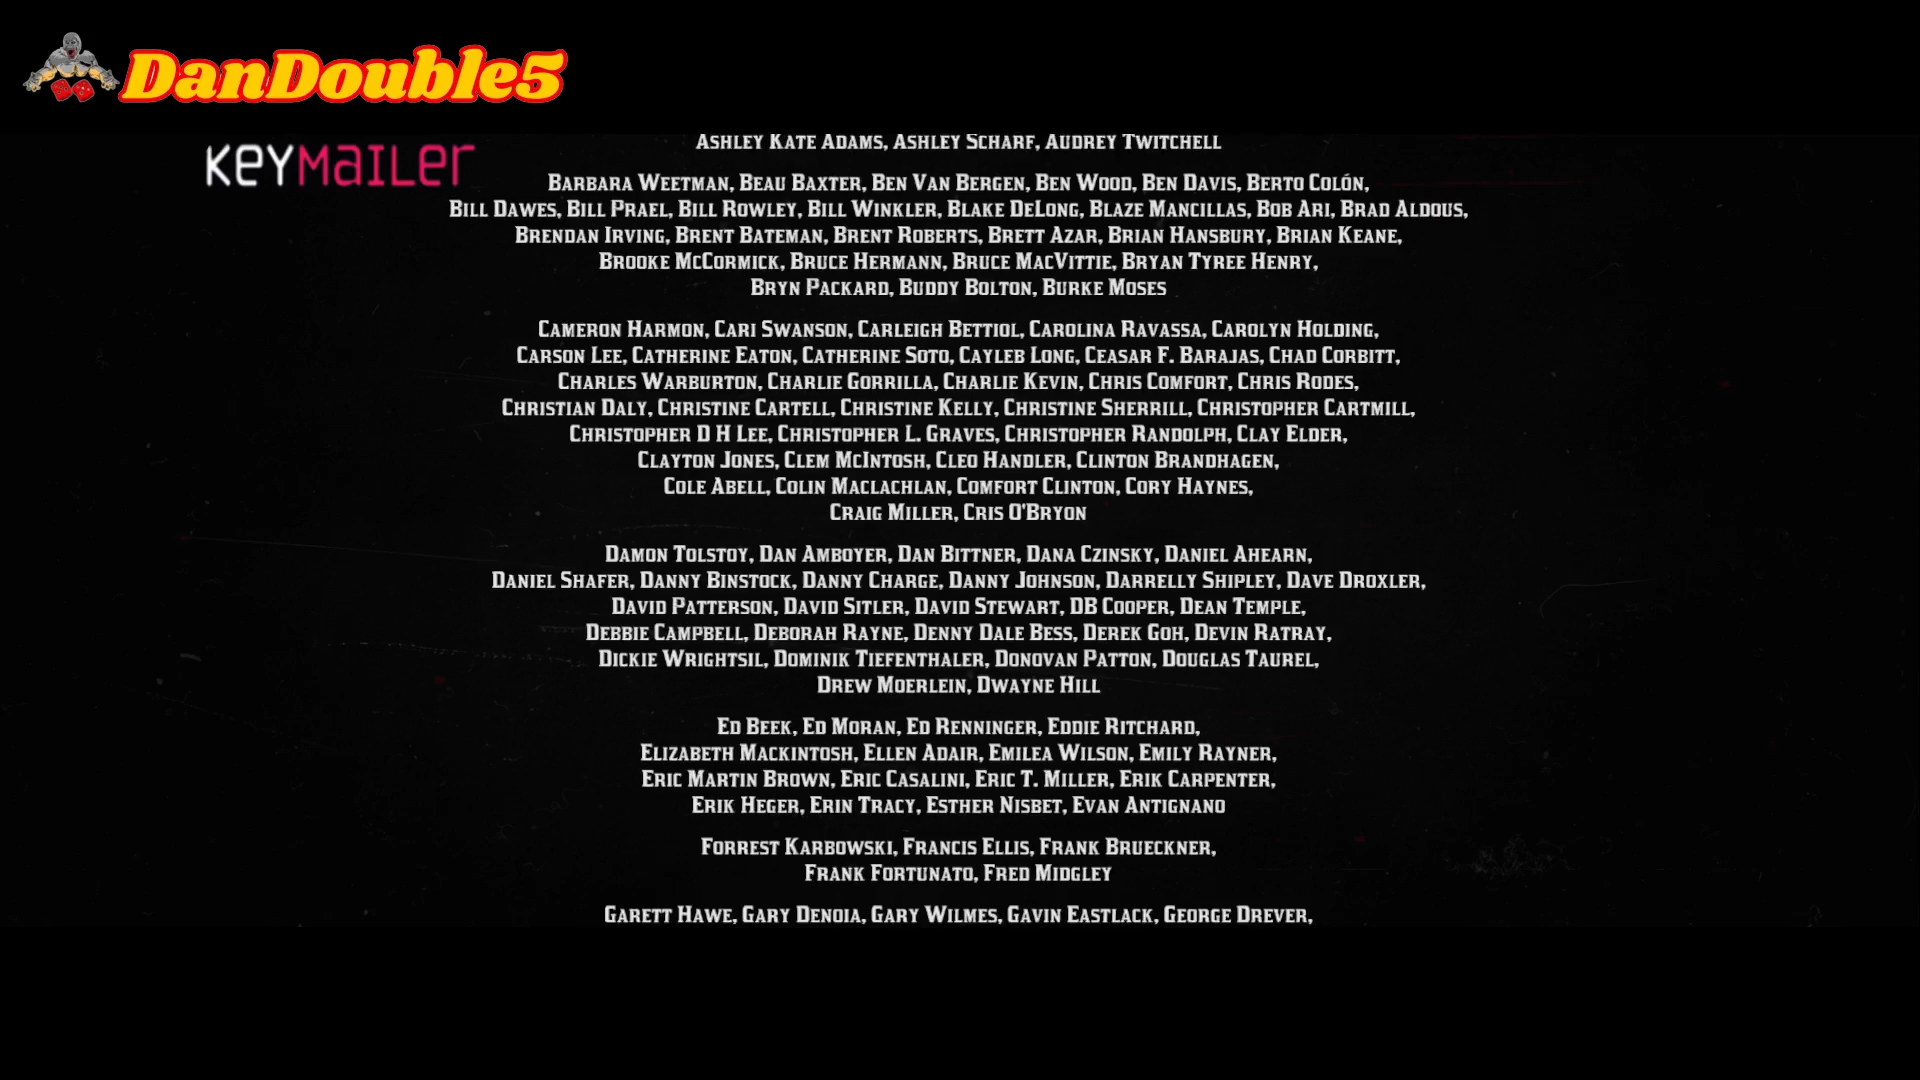 DanDouble5
KEYMAILER
ASHLEY KATE ADAMS, ASHLEY SCHARF, AUDREY TWITCHELL
BARBARA WEETMAN, BEAU BAXTER, BEN VAN BERGEN, BEN WOOD, BEN DAVIS, BERTO COLÓN,
BILL DAWES, BILL PRAEL, BILL ROWLEY, BILL WINKLER, BLAKE DELONG, BLAZE MANCILLAS, BOB ARI, BRAD ALDOUS,
BRENDAN IRVING, BRENT BATEMAN, BRENT ROBERTS, BRETT AZAR, BRIAN HANSBURY, BRIAN KEANE,
BROOKE MCCORMICK, BRUCE HERMANN, BRUCE MACVITTIE, BRYAN TYREE HENRY,
BRYN PACKARD, BUDDY BOLTON, BURKE MOSES
CAMERON HARMON, CARI SWANSON, CARLEIGH BETTIOL, CAROLINA RAVASSA, CAROLYN HOLDING,
CARSON LEE, CATHERINE EATON, CATHERINE SOTO, CAYLEB LONG, CEASAR F. BARAJAS, CHAD CORBITT,
CHARLES WARBURTON, CHARLIE GORRILLA, CHARLIE KEVIN, CHRIS COMFORT, CHRIS RODES,
CHRISTIAN DALY, CHRISTINE CARTELL, CHRISTINE KELLY, CHRISTINE SHERRILL, CHRISTOPHER CARTMILL,
CHRISTOPHER D H LEE, CHRISTOPHER L. GRAVES, CHRISTOPHER RANDOLPH, CLAY ELDER,
CLAYTON JONES, CLEM MCINTOSH, CLEO HANDLER, CLINTON BRANDHAGEN,
COLE ABELL, COLIN MACLACHLAN, COMFORT CLINTON, CORY HAYNES,
CRAIG MILLER, CRIS O'BRYON
DAMON TOLSTOY, DAN AMBOYER, DAN BITTNER, DANA CZINSKY, DANIEL AHEARN,
DANIEL SHAFER, DANNY BINSTOCK, DANNY CHARGE, DANNY JOHNSON, DARRELLY SHIPLEY, DAVE DROXLER,
DAVID PATTERSON, DAVID SITLER, DAVID STEWART, DB COOPER, DEAN TEMPLE,
DEBBIE CAMPBELL, DEBORAH RAYNE, DENNY DALE BESS, DEREK GOH, DEVIN RATRAY,
DICKIE WRIGHTSIL, DOMINIK TIEFENTHALER, DONOVAN PATTON, DOUGLAS TAUREL,
DREW MOERLEIN, DWAYNE HILL
ED BEEK, ED MORAN, ED RENNINGER, EDDIE RITCHARD,
ELIZABETH MACKINTOSH, ELLEN ADAIR, EMILEA WILSON, EMILY RAYNER,
ERIC MARTIN BROWN, ERIC CASALINI, ERIC T. MILLER, ERIK CARPENTER,
ERIK HEGER, ERIN TRACY, ESTHER NISBET, EVAN ANTIGNANO
FORREST KARBOWSKI, FRANCIS ELLIS, FRANK BRUECKNER,
FRANK FORTUNATO, FRED MIDGLEY
GARETT HAWE, GARY DENOIA, GARY WILMES, GAVIN EASTLACK, GEORGE DREVER,